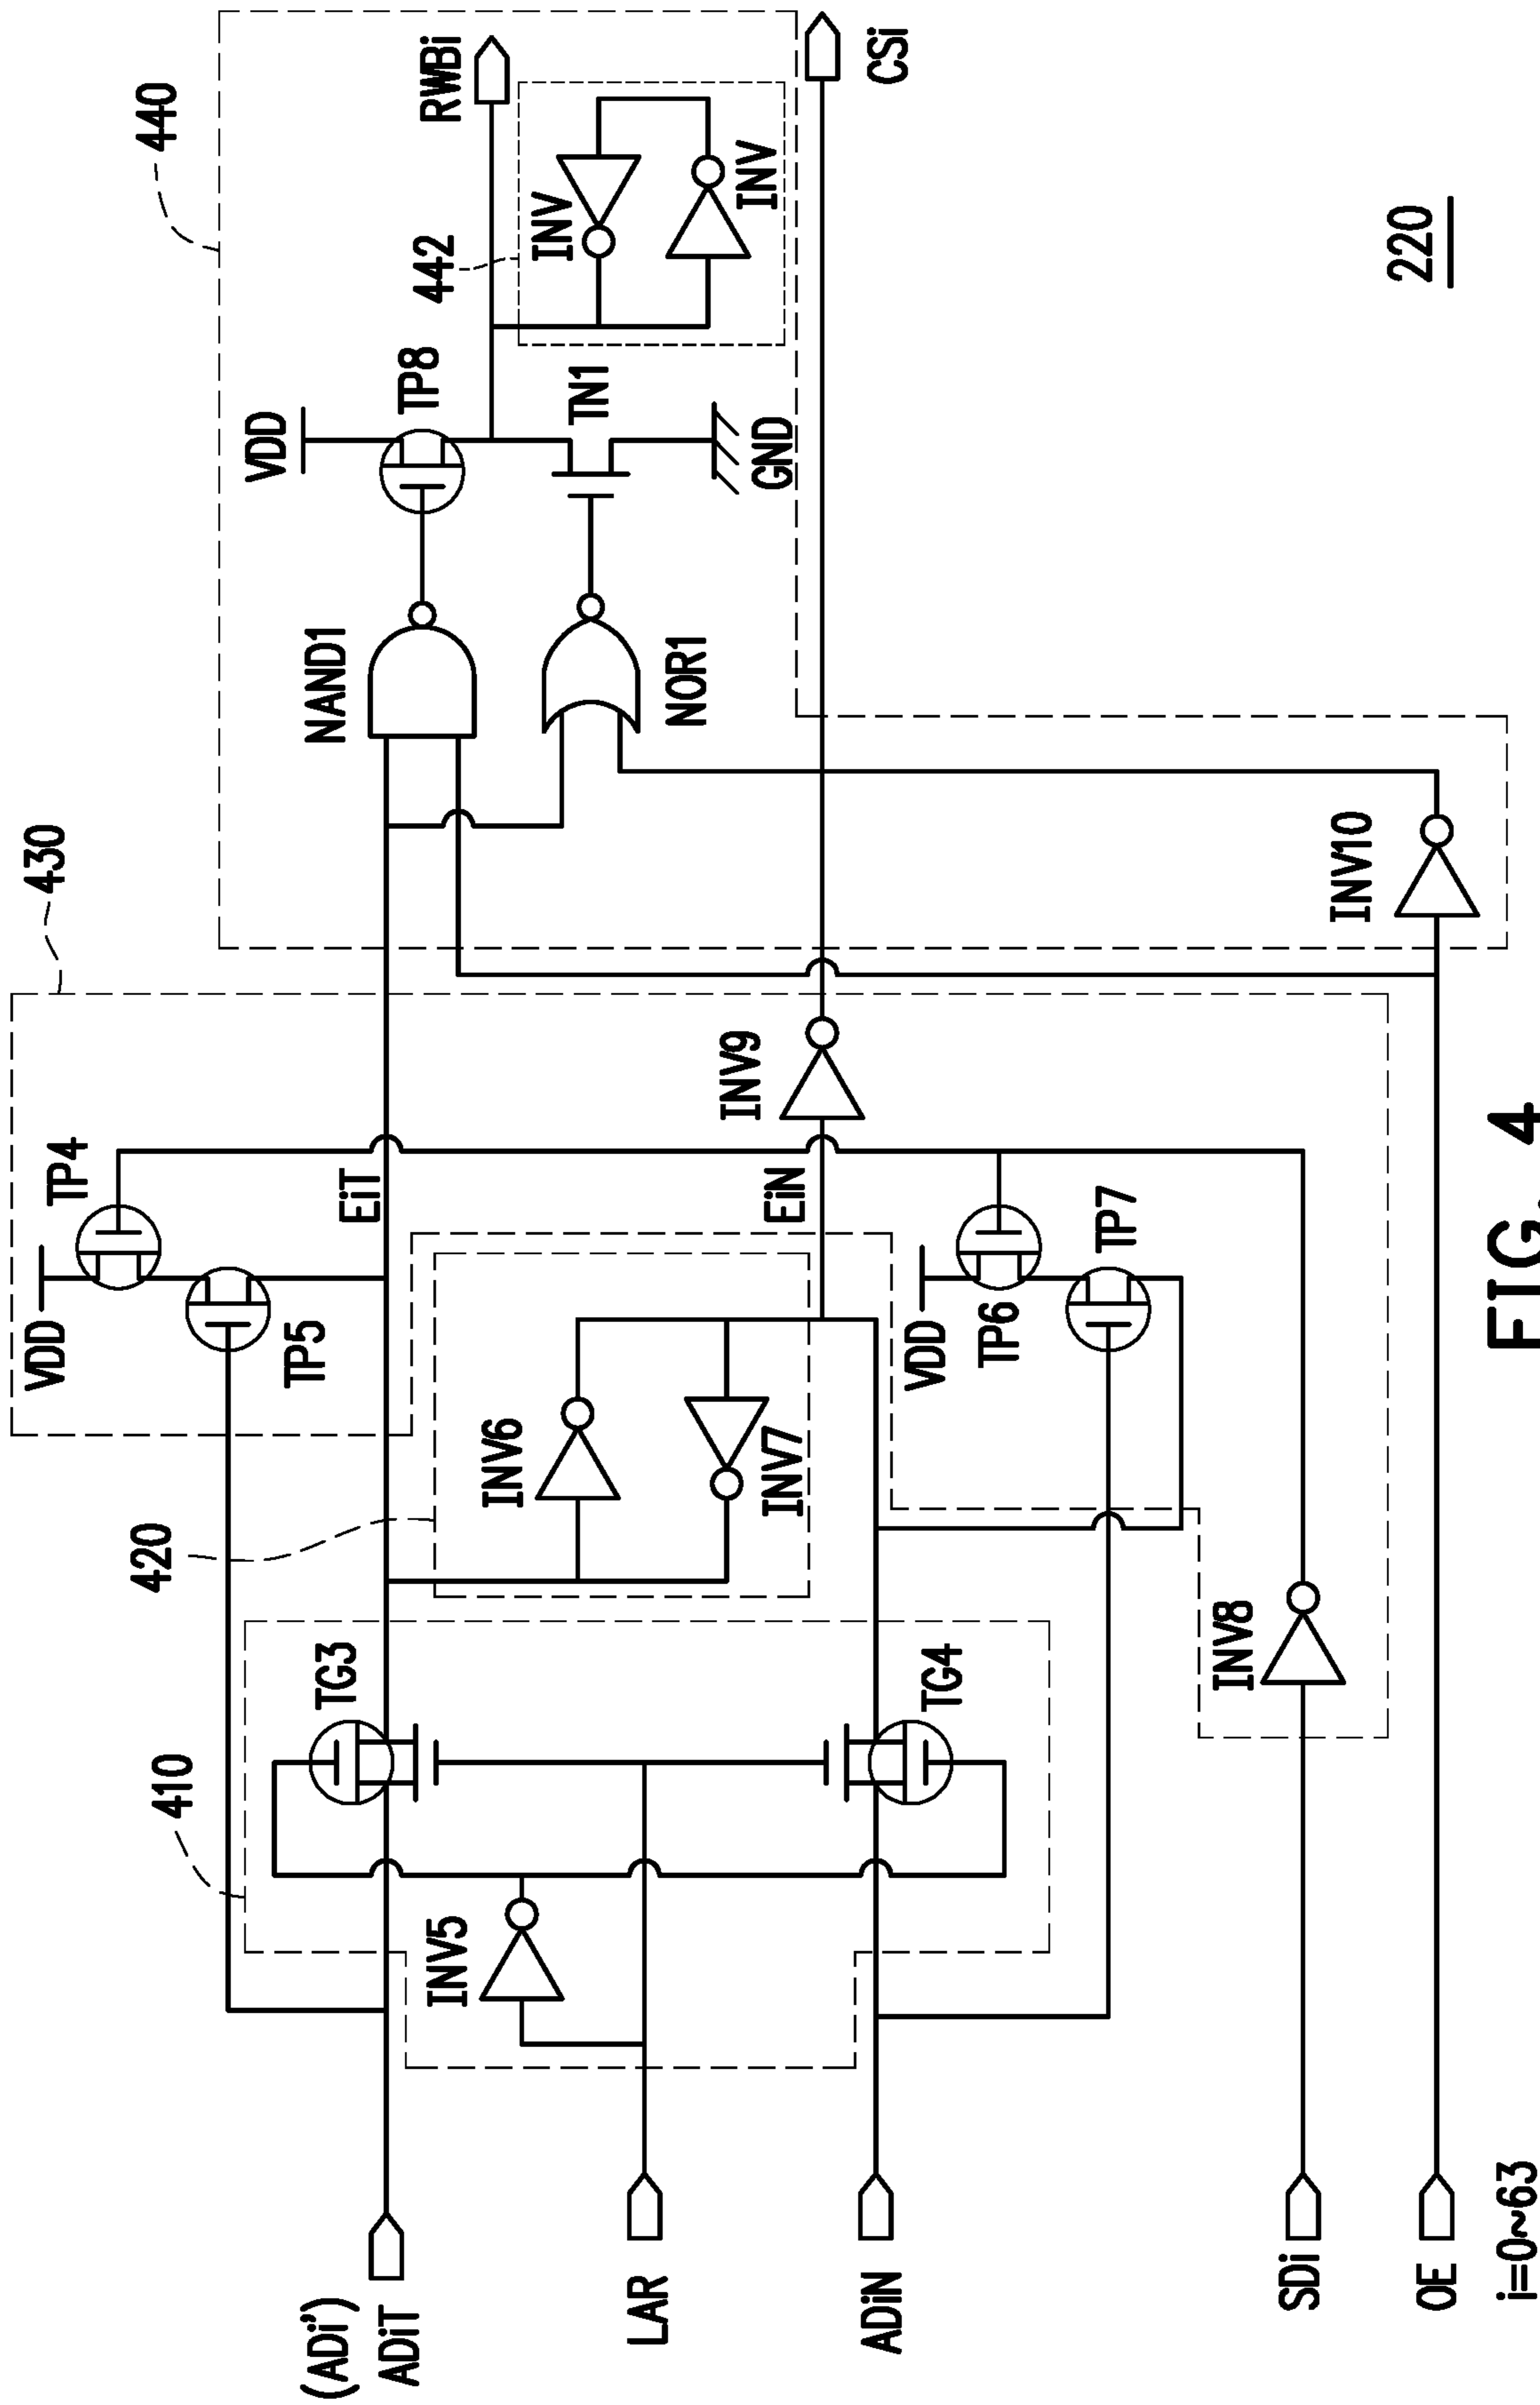 430
440
VDD
TP4
TP5
410
420
TG3
EiT
NAND1
VDD
TP8
RWBi
442
INV
INV
TN1
GND
NOR1
(ADi')
ADiT
INV5
INV6
INV7
LAR
INV9
EiN
CSi
ADiN
TG4
VDD
TP6
TP7
INV8
SDi
INV10
OE
220
i=0~63
FIG. 4